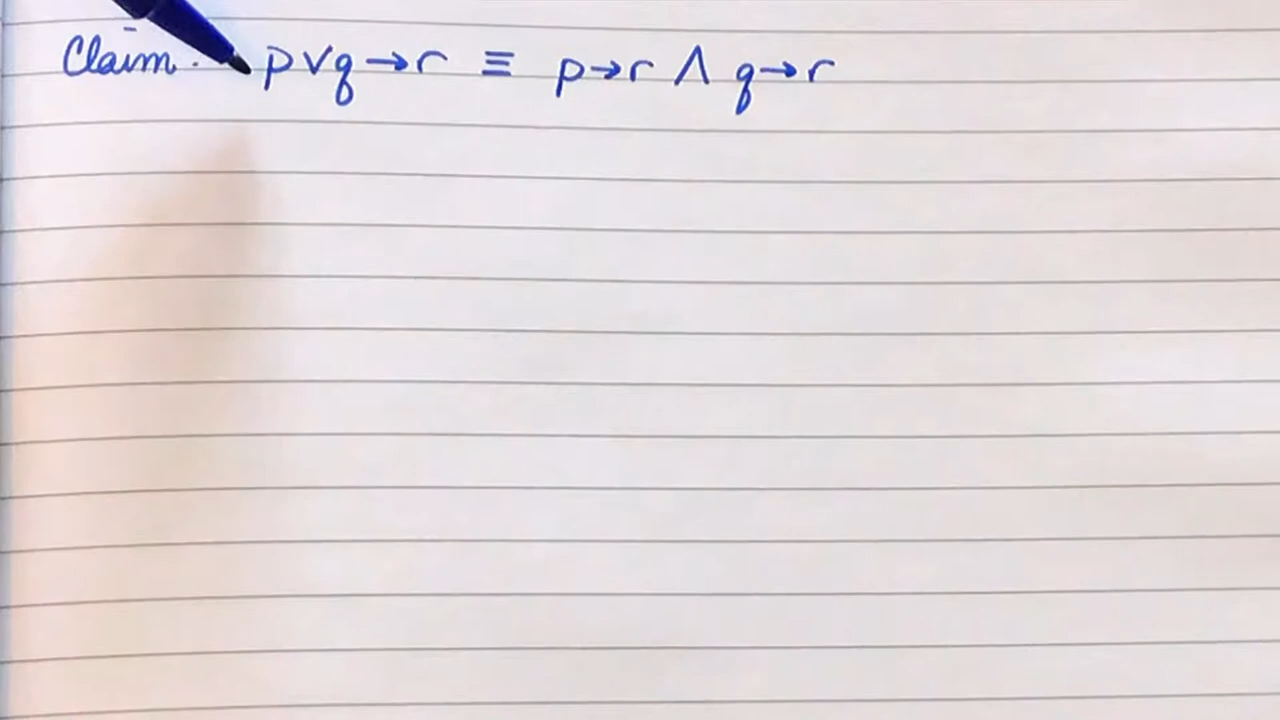 Claim. p∨q→r ≡ p→r ∧ q→r